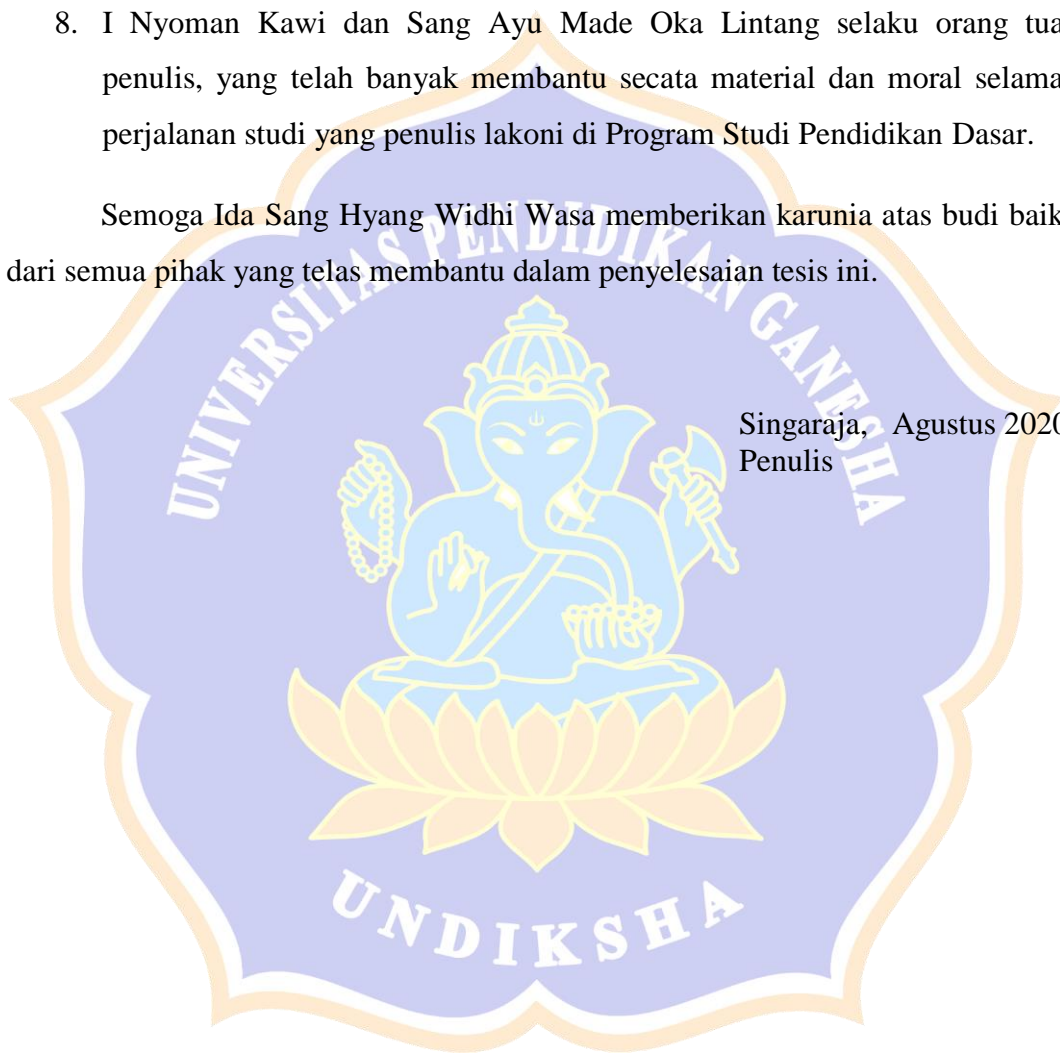 8. I Nyoman Kawi dan Sang Ayu Made Oka Lintang selaku orang tua
penulis, yang telah banyak membantu secata material dan moral selama
perjalanan studi yang penulis lakoni di Program Studi Pendidikan Dasar.
Semoga Ida Sang Hyang Widhi Wasa memberikan karunia atas budi baik
dari semua pihak yang telas membantu dalam penyelesaian tesis ini.
UNIVERSITAS PENDIDIKAN GANESHA
Singaraja, Agustus 2020
Penulis
UNDIKSHA